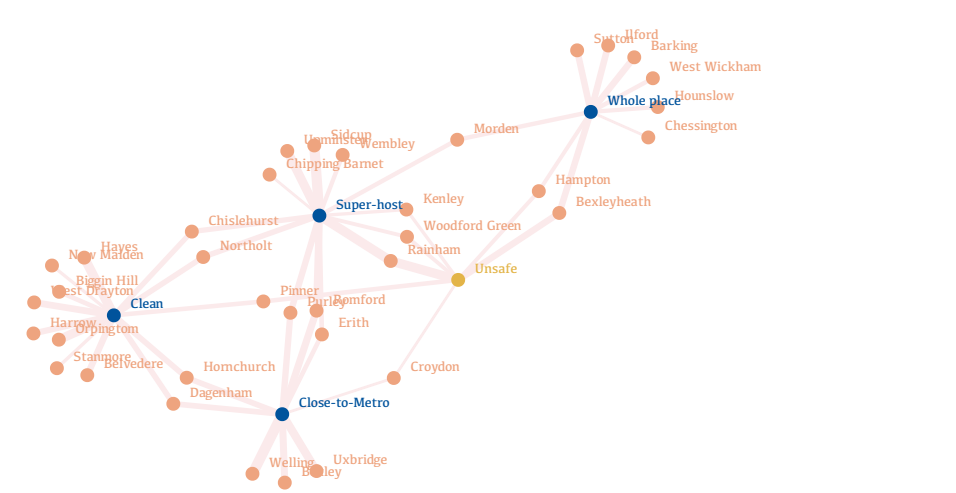 Ilford
Sutton
Barking
West Wickham
Hounslow
Whole place
Chessington
Morden
Sidcup
Upminster
Wembley
Chipping Barnet
Hampton
Bexleyheath
Kenley
Super-host
Chislehurst
Woodford Green
Northolt
Rainham
Hayes
New Malden
Unsafe
Biggin Hill
West Drayton
Pinner
Romford
Purley
Clean
Harrow
Orpington
Erith
Stanmore
Belvedere
Hornchurch
Croydon
Dagenham
Close-to-Metro
Welling
Uxbridge
Bexley